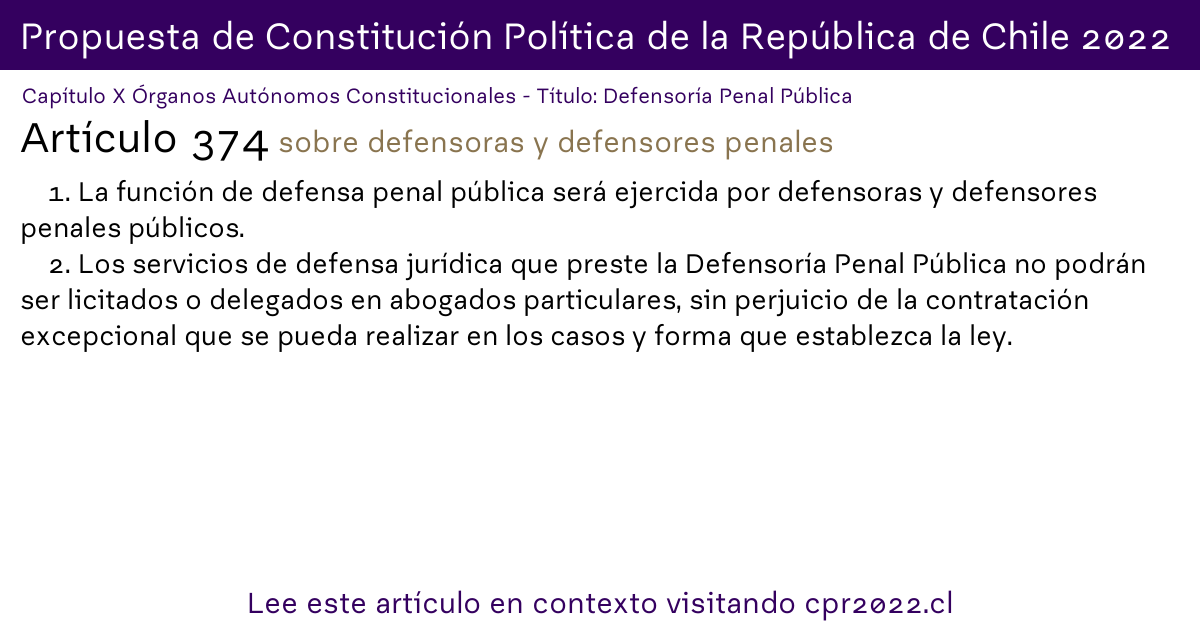 Propuesta de Constitución Política de la República de Chile 2022
Capítulo X Órganos Autónomos Constitucionales - Título: Defensoría Penal Pública
Artículo 374 sobre defensoras y defensores penales
1. La función de defensa penal pública será ejercida por defensoras y defensores
penales públicos.
2. Los servicios de defensa jurídica que preste la Defensoría Penal Pública no podrán
ser licitados o delegados en abogados particulares, sin perjuicio de la contratación
excepcional que se pueda realizar en los casos y forma que establezca la ley.
Lee este artículo en contexto visitando cpr2022.cl